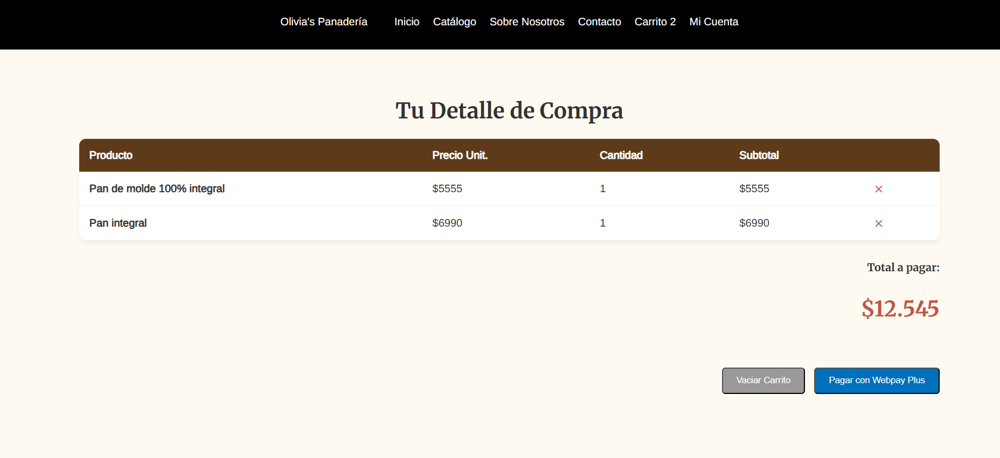 Olivia's Panadería Inicio Catálogo Sobre Nosotros Contacto Carrito 2 Mi Cuenta
Tu Detalle de Compra
Producto Precio Unit. Cantidad Subtotal
Pan de molde 100% integral $5555 1 $5555 ×
Pan integral $6990 1 $6990 ×
Total a pagar:
$12.545
Vaciar Carrito Pagar con Webpay Plus